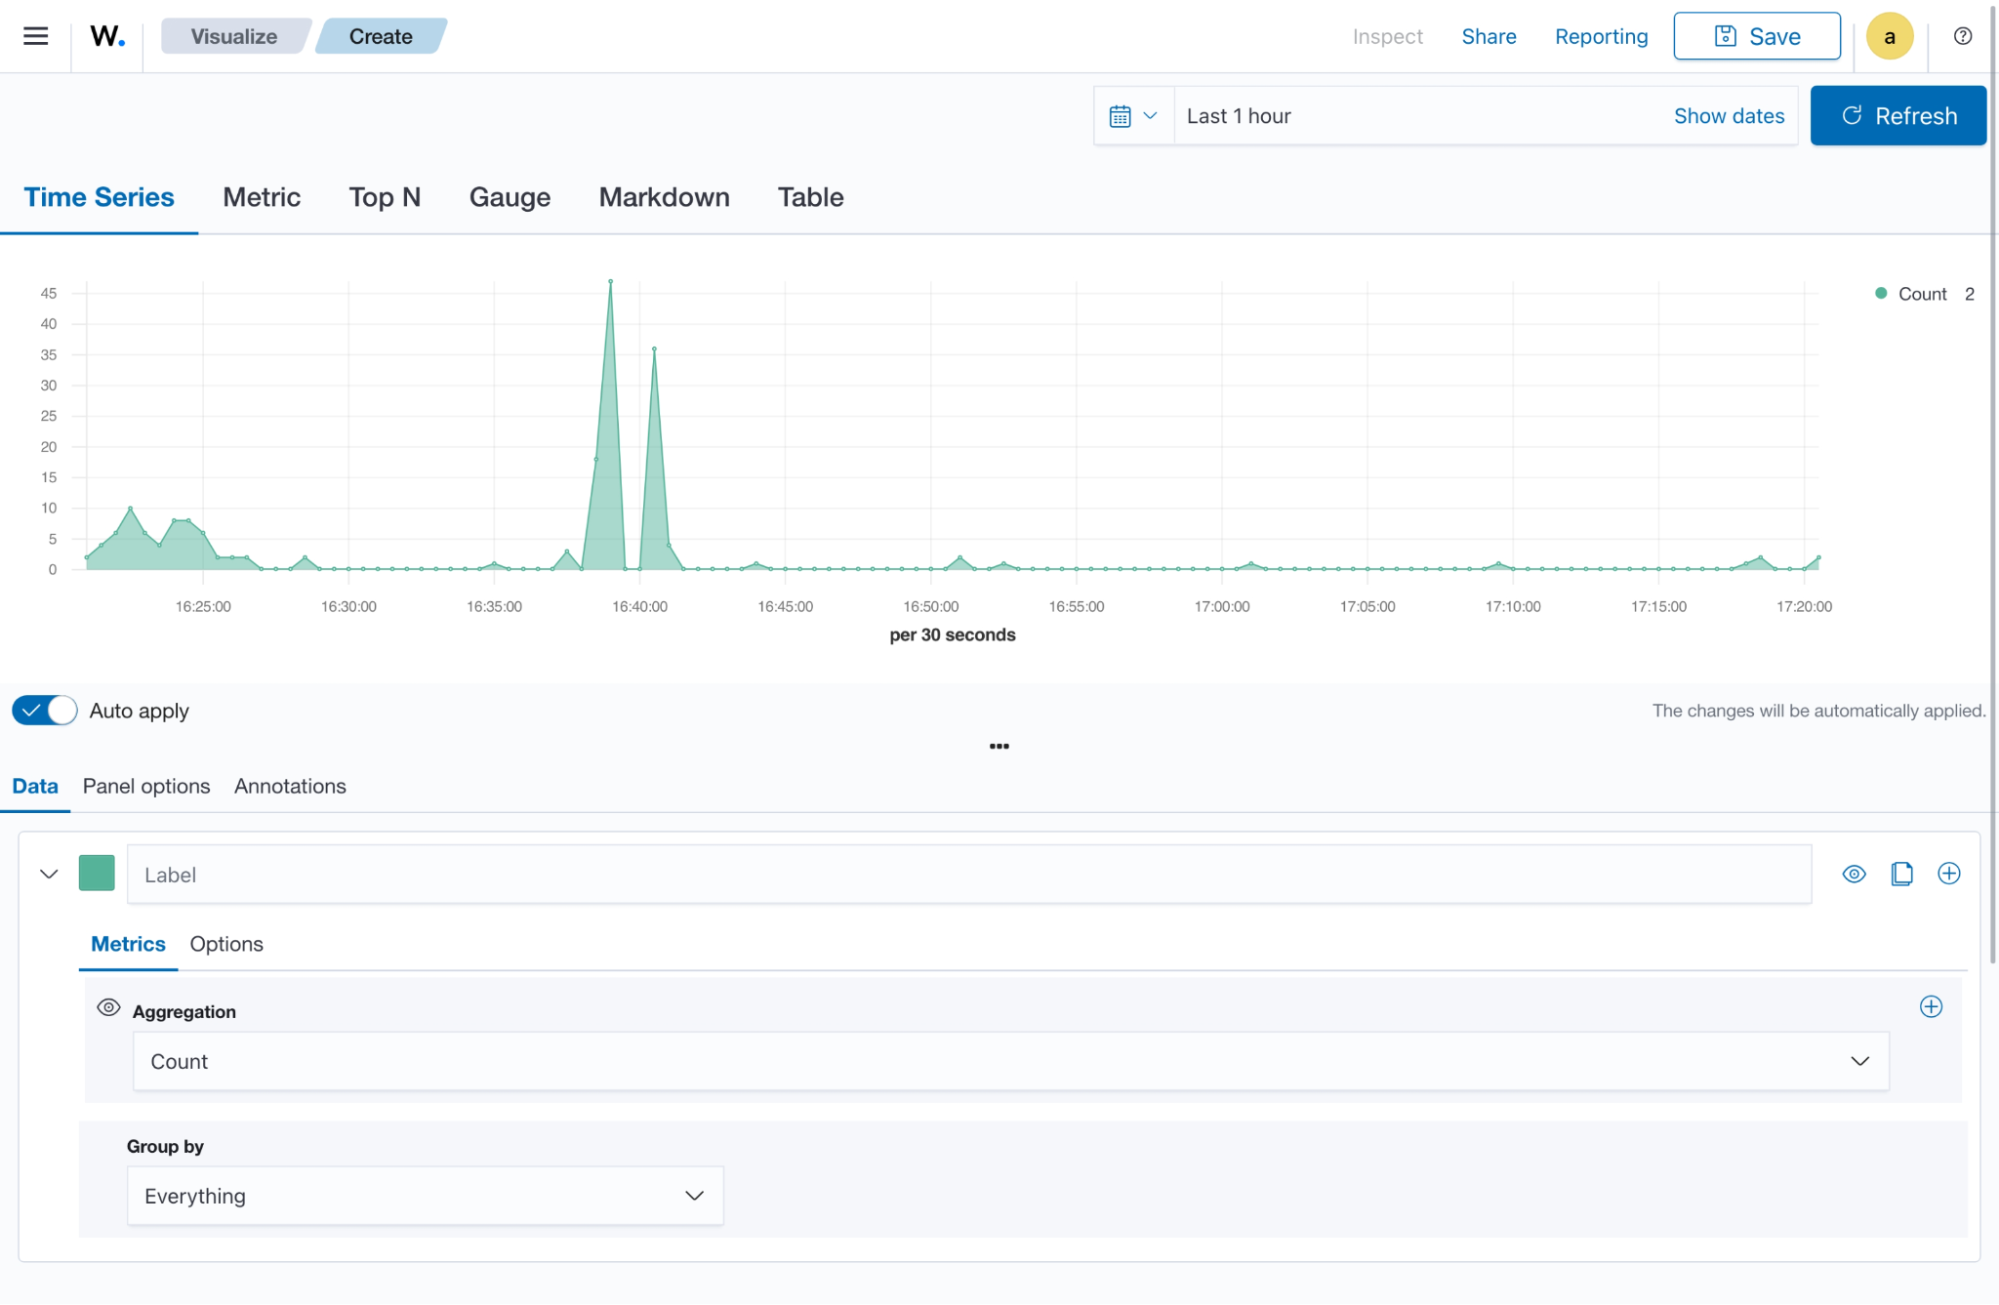 W. Visualize Create Inspect Share Reporting Save a
Last 1 hour Show dates Refresh
Time Series Metric Top N Gauge Markdown Table
45
40
35
30
25
20
15
10
5
0
Count 2
16:25:00 16:30:00 16:35:00 16:40:00 16:45:00 16:50:00 16:55:00 17:00:00 17:05:00 17:10:00 17:15:00 17:20:00
per 30 seconds
Auto apply The changes will be automatically applied.
Data Panel options Annotations
Label
Metrics Options
Aggregation
Count
Group by
Everything